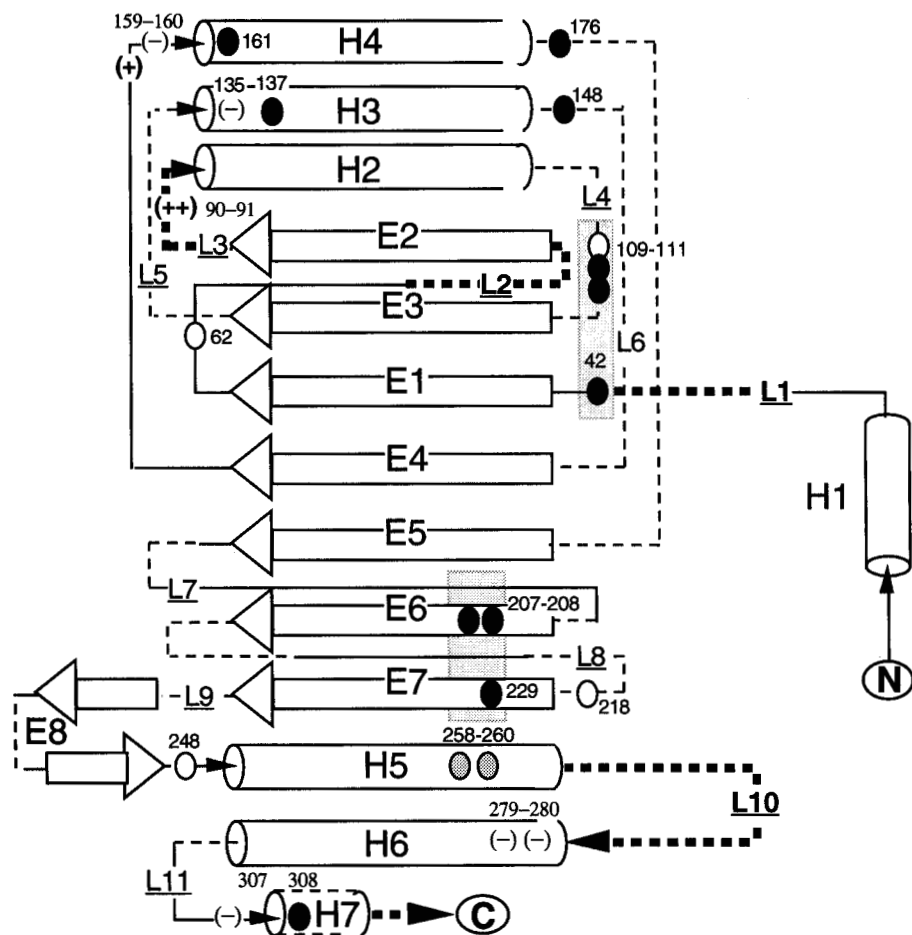 159–160
(–)
161
H4
176
(+)
135-137
(–)
H3
148
H2
L4
(++)
90–91
L3
E2
109-111
L5
L2
E3
62
L6
42
E1
L1
E4
H1
E5
L7
E6
207-208
L8
N
E7
229
L9
218
E8
248
258-260
H5
L10
279–280
(–) (–)
H6
L11
307
308
(–)
H7
C